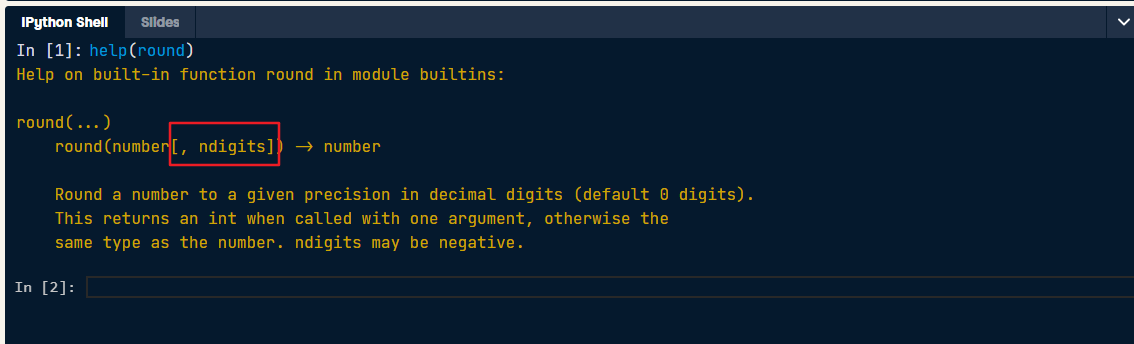 IPython Shell
Slides
In [1]: help(round)
Help on built-in function round in module builtins:
round(...)
round(number[, ndigits]) -> number
Round a number to a given precision in decimal digits (default 0 digits).
This returns an int when called with one argument, otherwise the
same type as the number. ndigits may be negative.
In [2]: